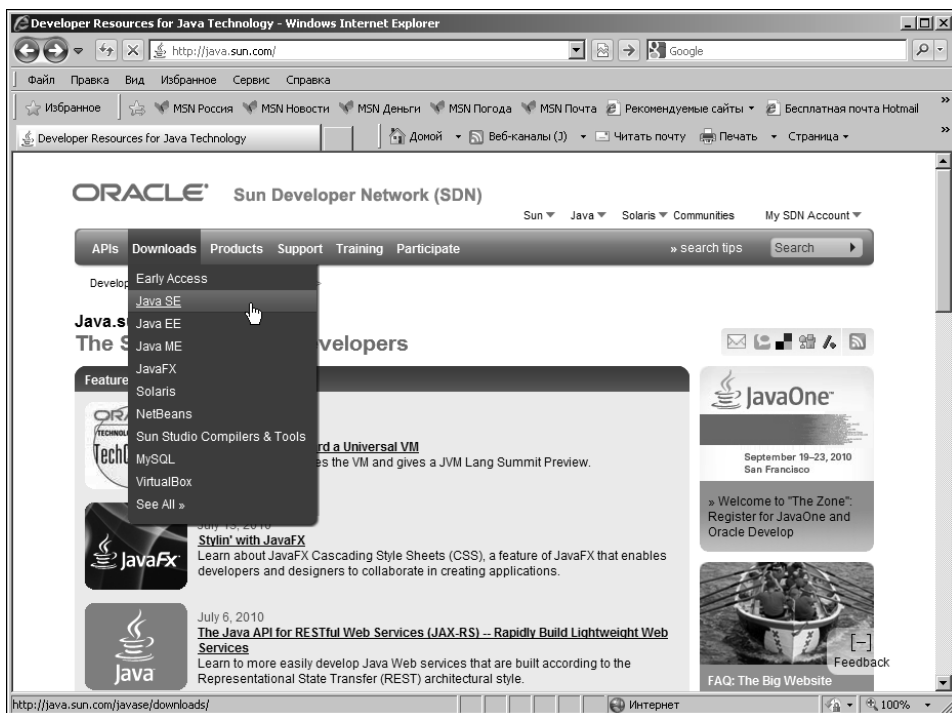 Developer Resources for Java Technology - Windows Internet Explorer
http://java.sun.com/
Google
Файл Правка Вид Избранное Сервис Справка
Избранное MSN Россия MSN Новости MSN Деньги MSN Погода MSN Почта Рекомендуемые сайты Бесплатная почта Hotmail »
Developer Resources for Java Technology
Домой Веб-каналы (J) Читать почту Печать Страница »
ORACLE Sun Developer Network (SDN)
Sun Java Solaris Communities My SDN Account
APIs Downloads Products Support Training Participate » search tips Search
Develop
Early Access
Java SE
Java EE
Java ME
JavaFX
Solaris
NetBeans
Sun Studio Compilers & Tools
MySQL
VirtualBox
See All »
Java.s
The S velopers
Feature
rd a Universal VM
es the VM and gives a JVM Lang Summit Preview.
July 13, 2010
Stylin' with JavaFX
Learn about JavaFX Cascading Style Sheets (CSS), a feature of JavaFX that enables
developers and designers to collaborate in creating applications.
JavaFX
July 6, 2010
The Java API for RESTful Web Services (JAX-RS) -- Rapidly Build Lightweight Web
Services
Learn to more easily develop Java Web services that are built according to the
Representational State Transfer (REST) architectural style.
Java
JavaOne
September 19–23, 2010
San Francisco
» Welcome to "The Zone":
Register for JavaOne and
Oracle Develop
[–]
Feedback
FAQ: The Big Website
http://java.sun.com/javase/downloads/
Интернет
100%